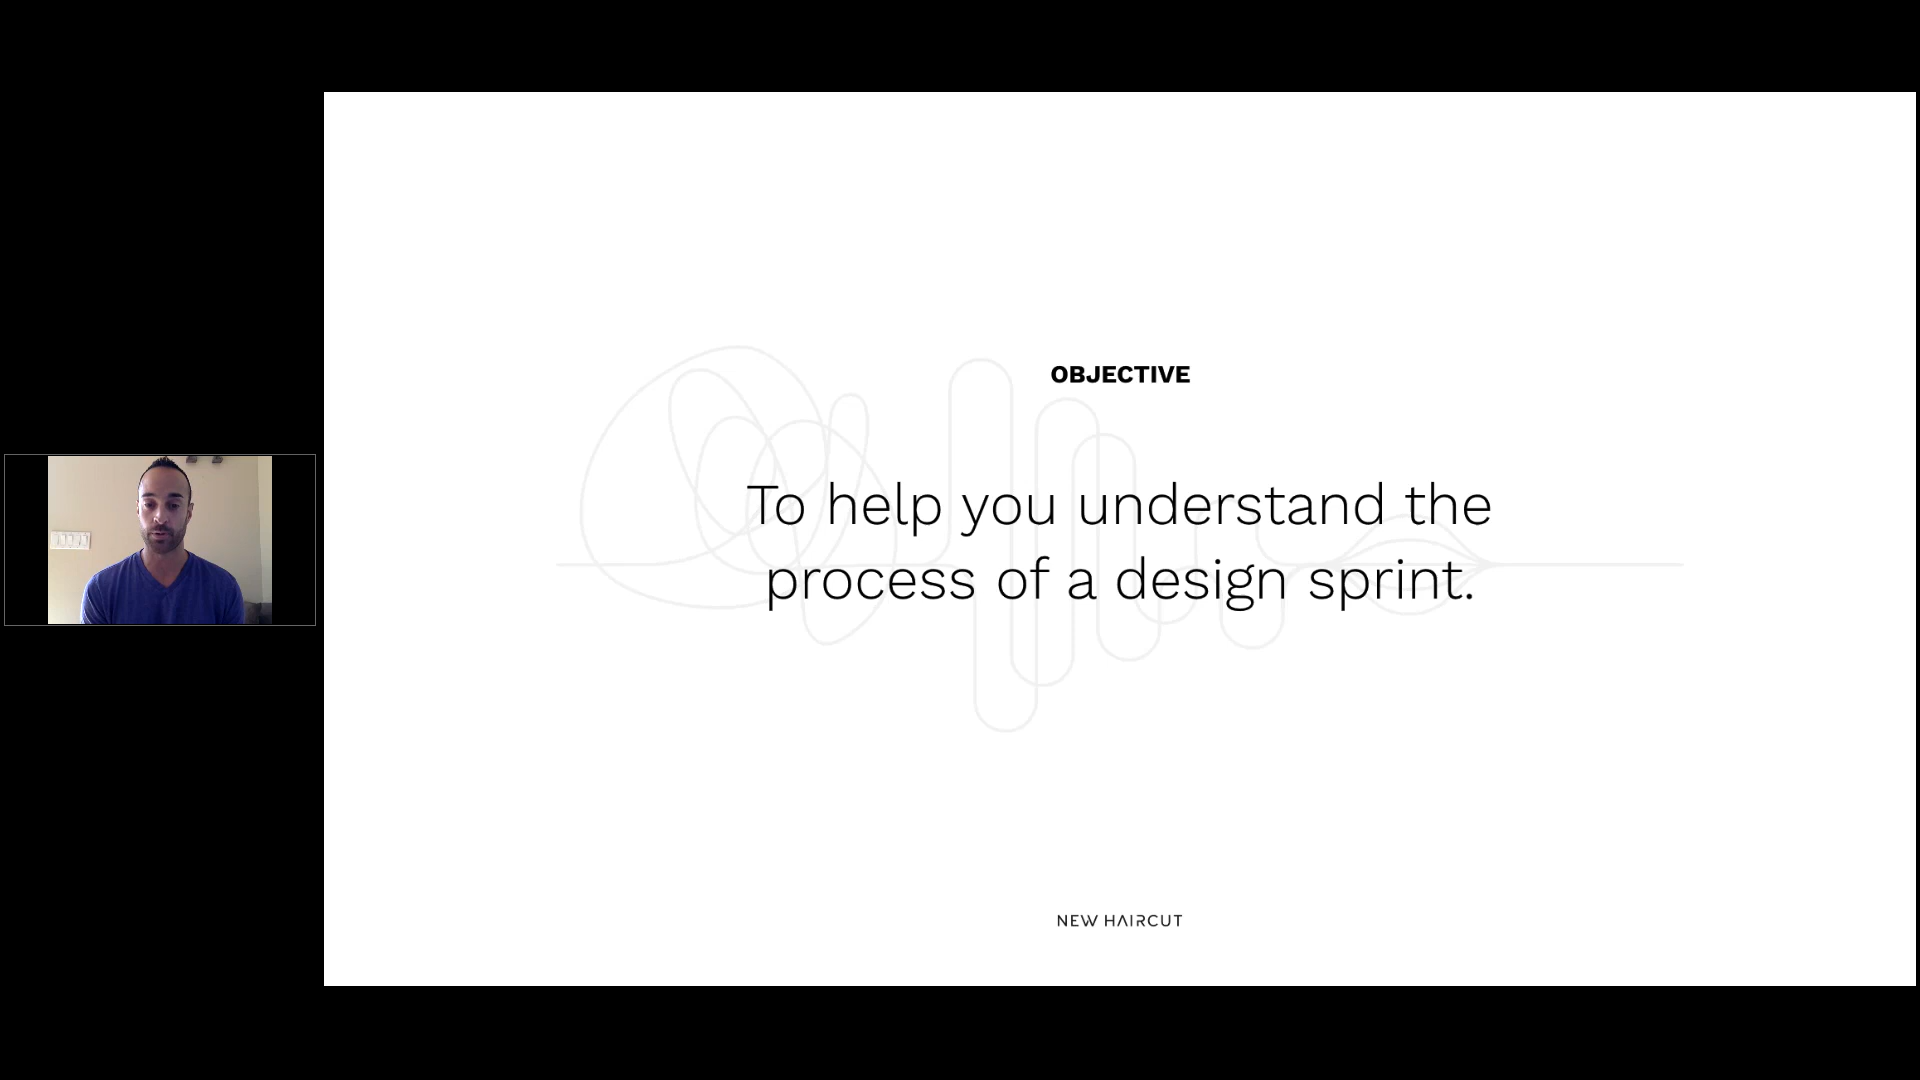 OBJECTIVE
To help you understand the
process of a design sprint.
NEW HAIRCUT